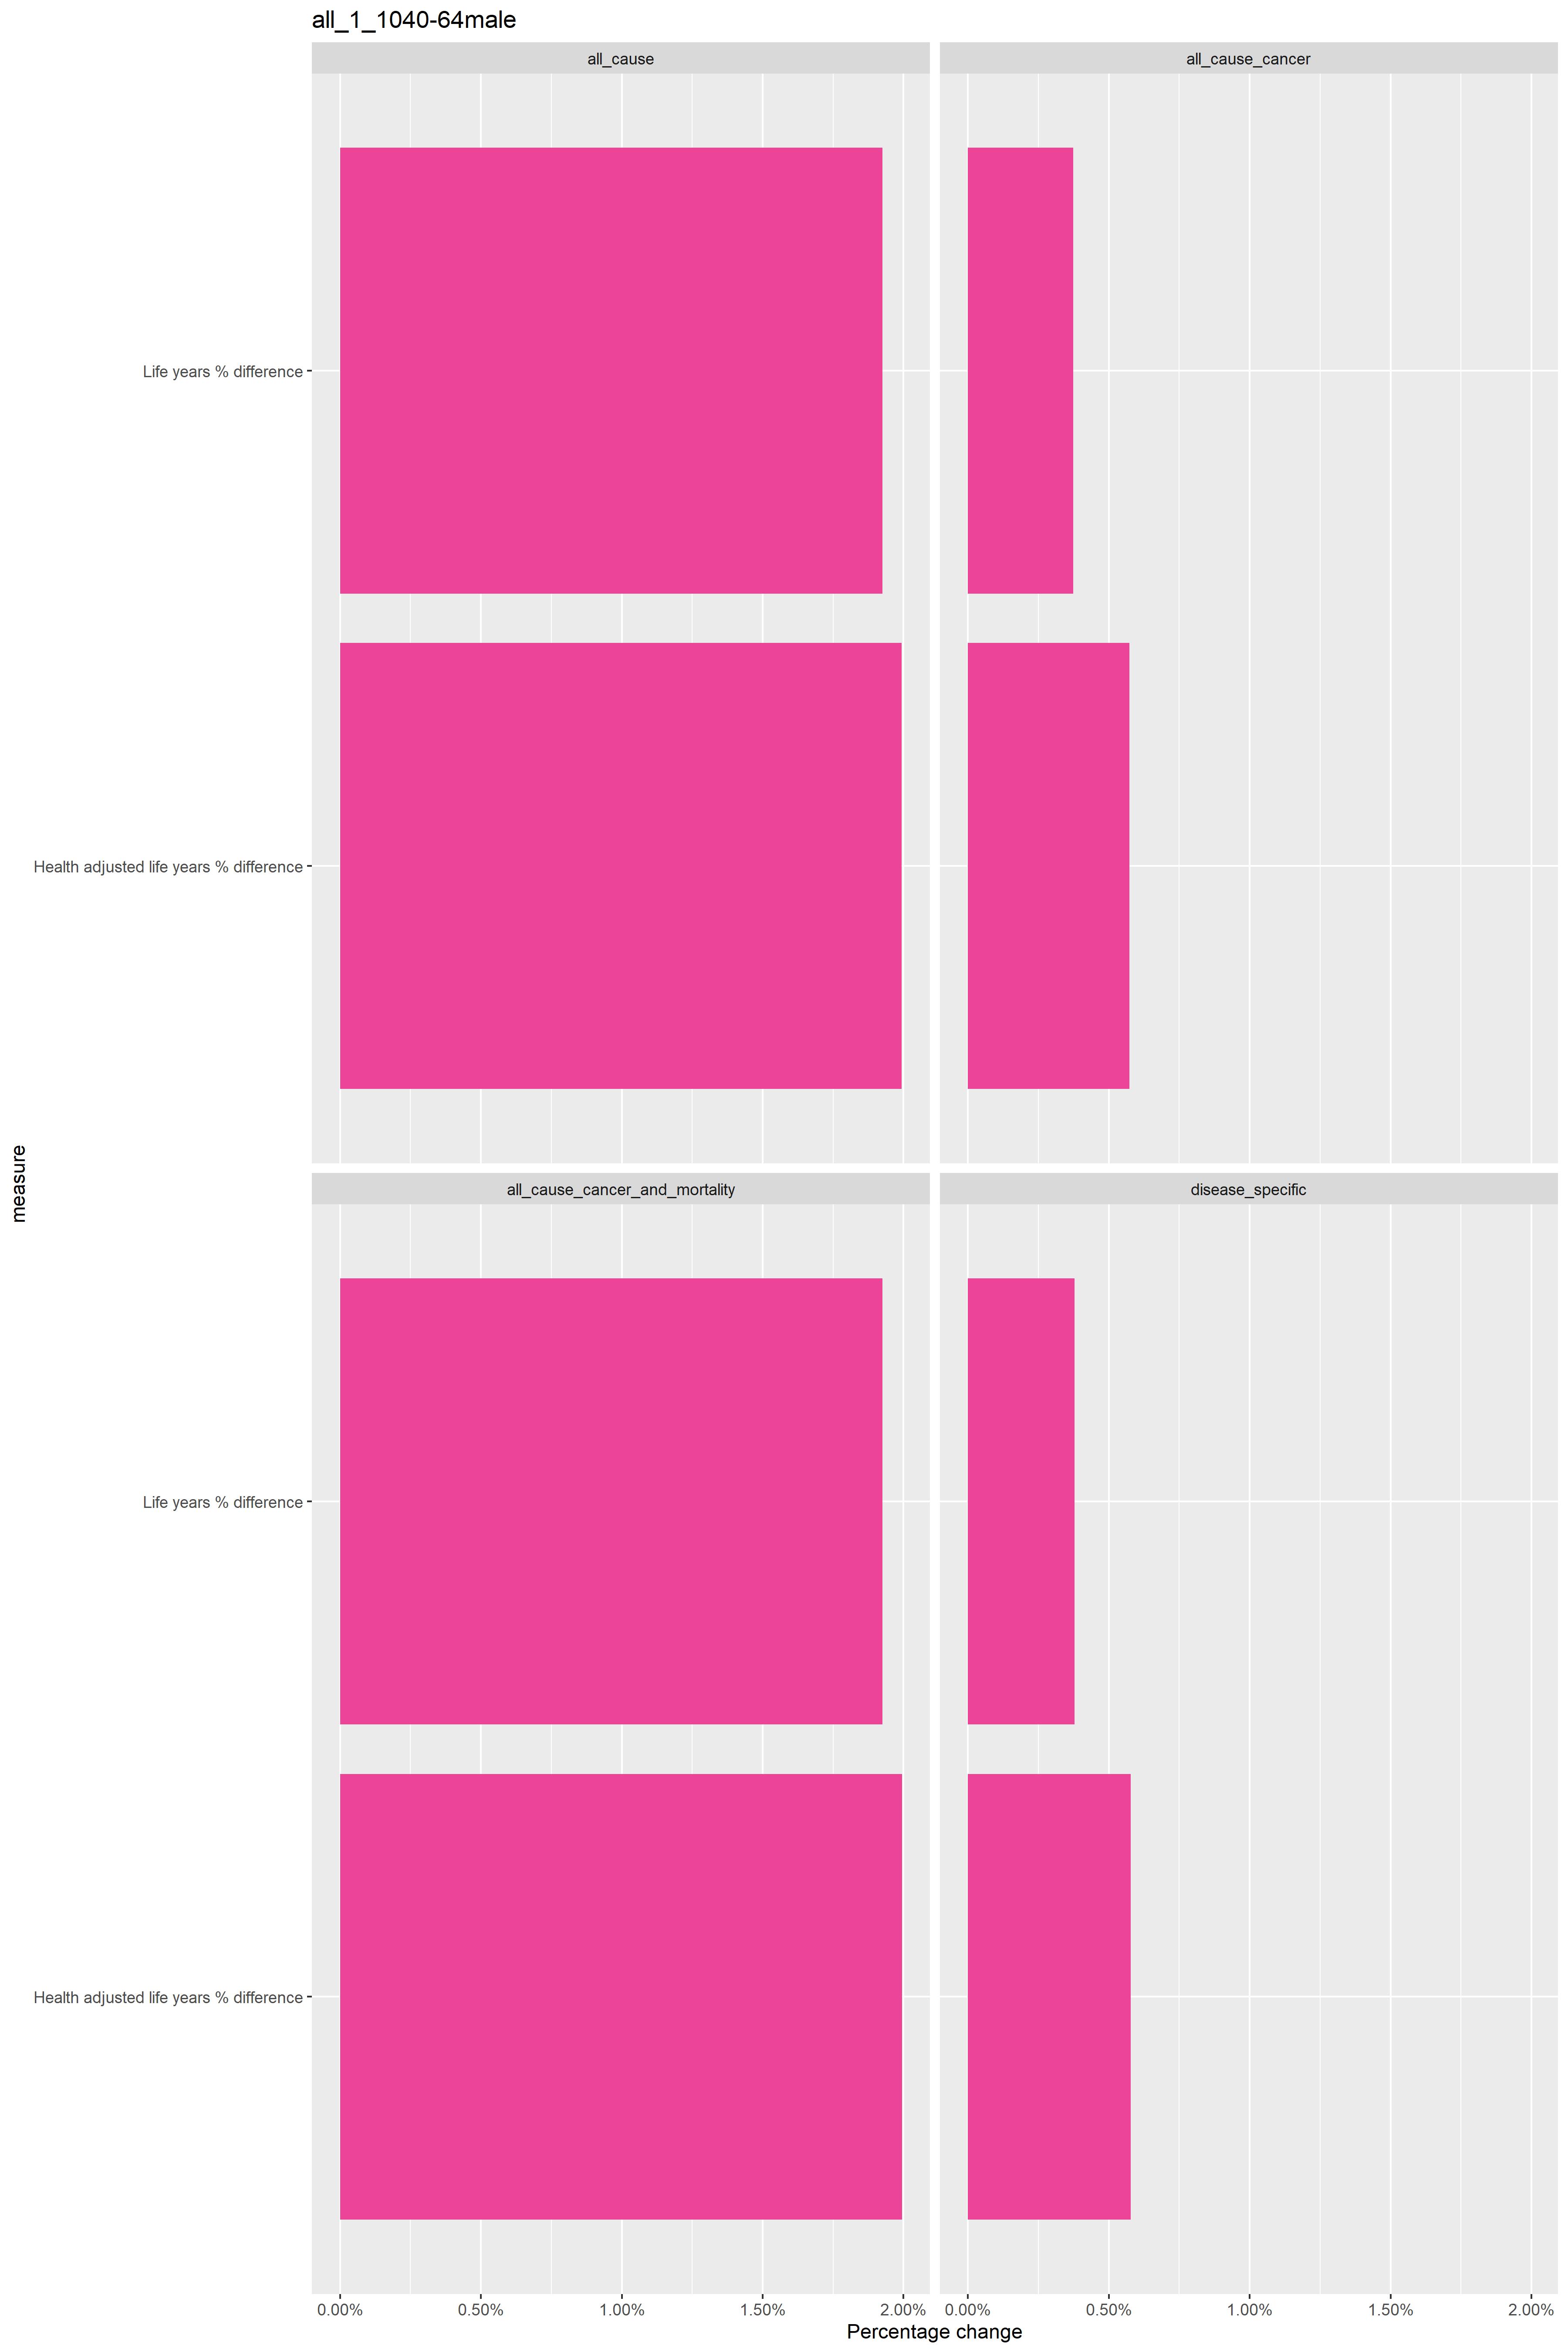 all_1_1040-64male
all_cause
all_cause_cancer
Life years % difference
Health adjusted life years % difference
measure
all_cause_cancer_and_mortality
disease_specific
Life years % difference
Health adjusted life years % difference
0.00% 0.50% 1.00% 1.50% 2.00% 0.00% 0.50% 1.00% 1.50% 2.00%
Percentage change